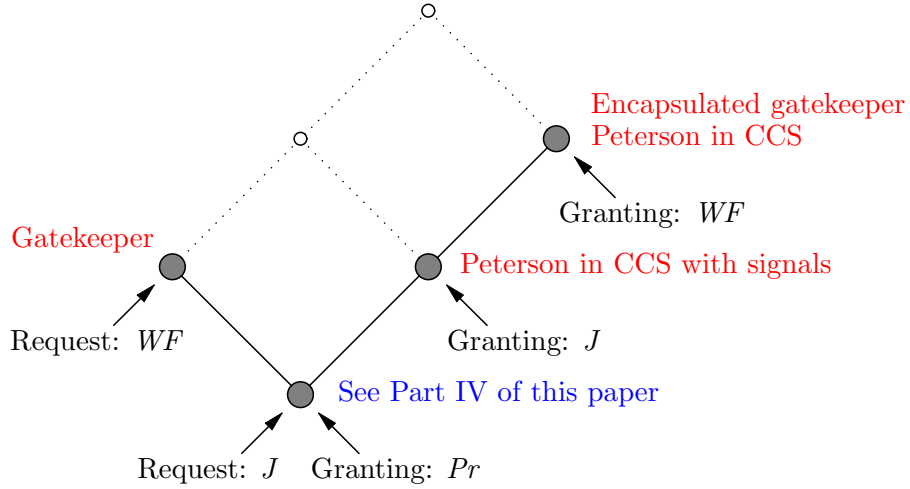 Encapsulated gatekeeper
Peterson in CCS
Granting: WF
Gatekeeper
Peterson in CCS with signals
Request: WF
Granting: J
See Part IV of this paper
Request: J
Granting: Pr